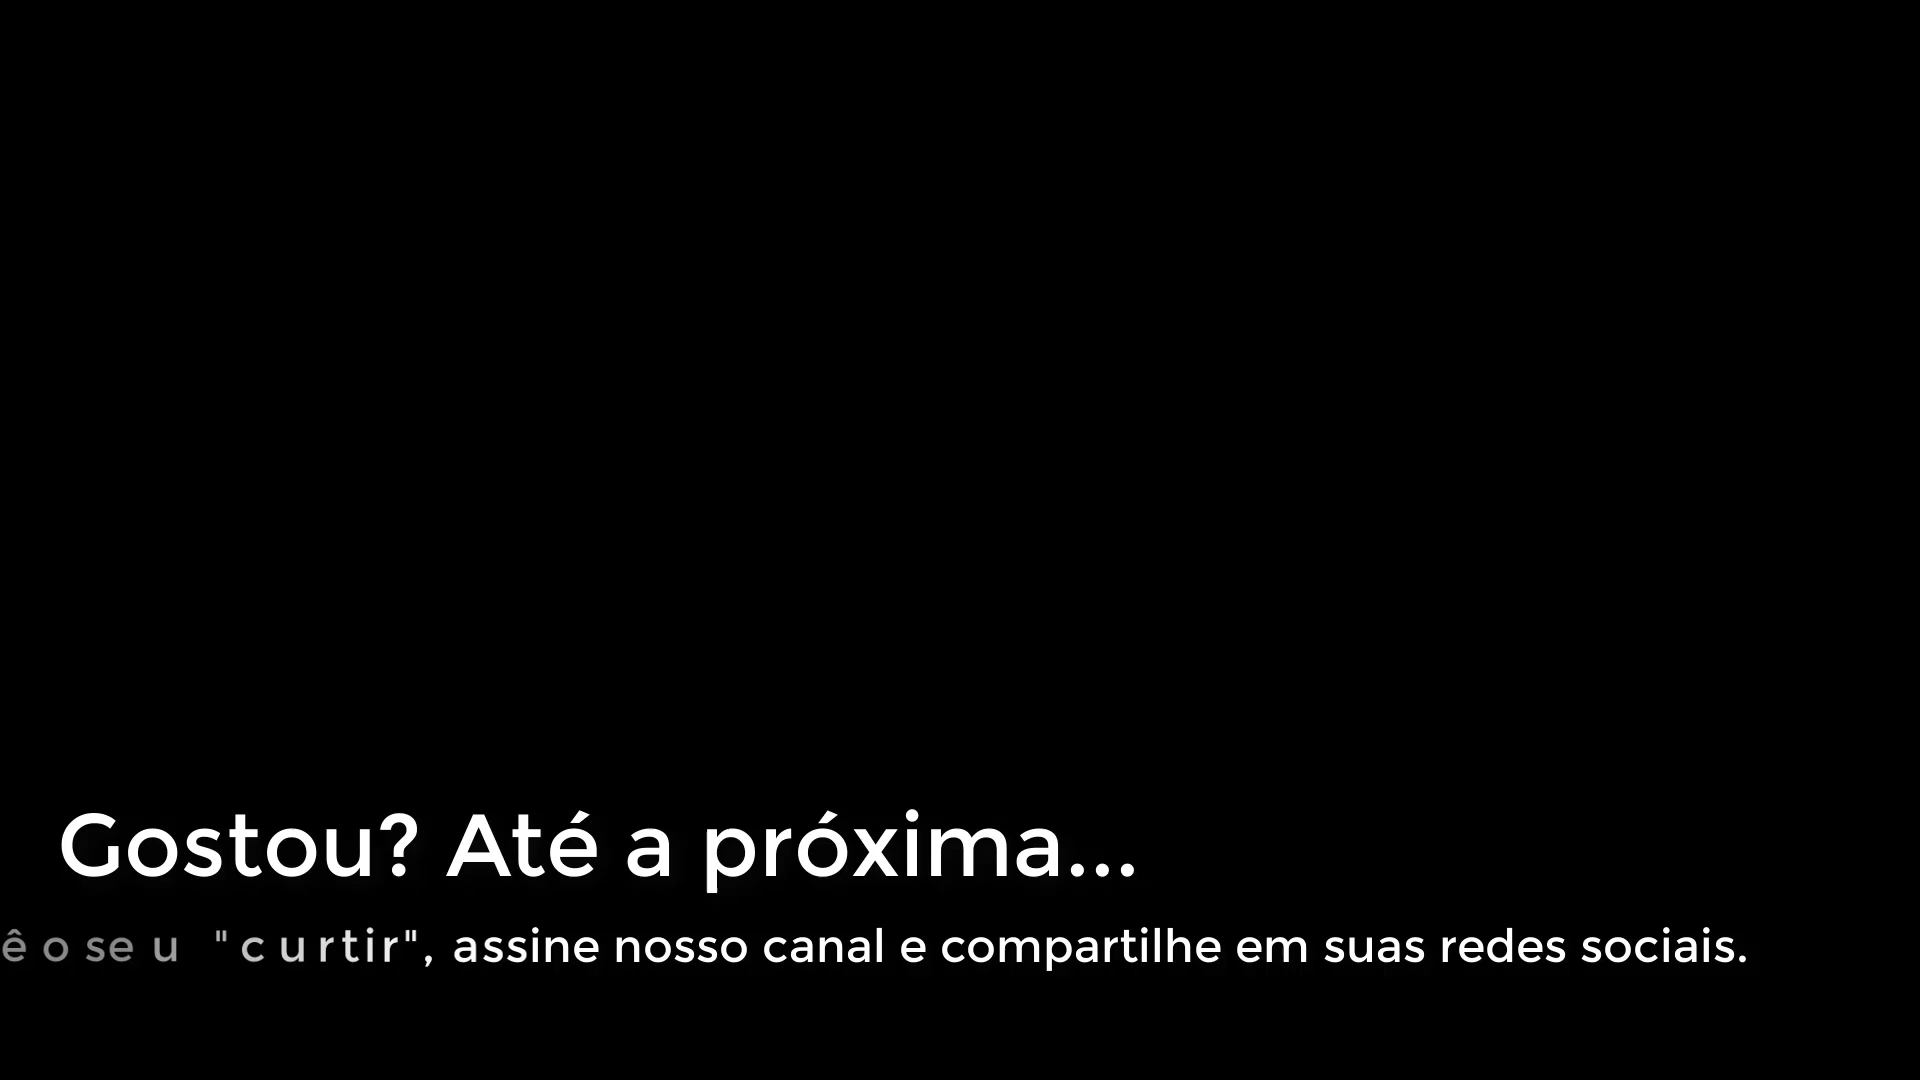 Gostou? Até a próxima...
ê o seu "curtir", assine nosso canal e compartilhe em suas redes sociais.